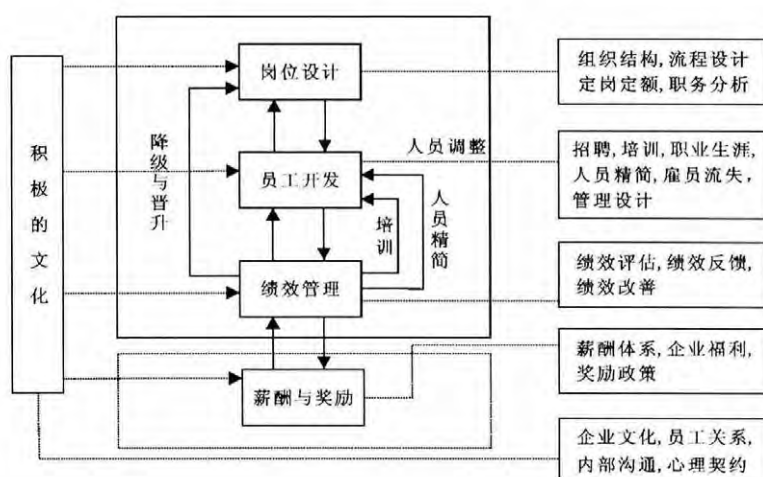 岗位设计
组织结构,流程设计
定岗定额,职务分析
积极的文化
降级与晋升
人员调整
员工开发
招聘,培训,职业生涯,
人员精简,雇员流失,
管理设计
培训
人员精简
绩效管理
绩效评估,绩效反馈,
绩效改善
薪酬与奖励
薪酬体系,企业福利,
奖励政策
企业文化,员工关系,
内部沟通,心理契约